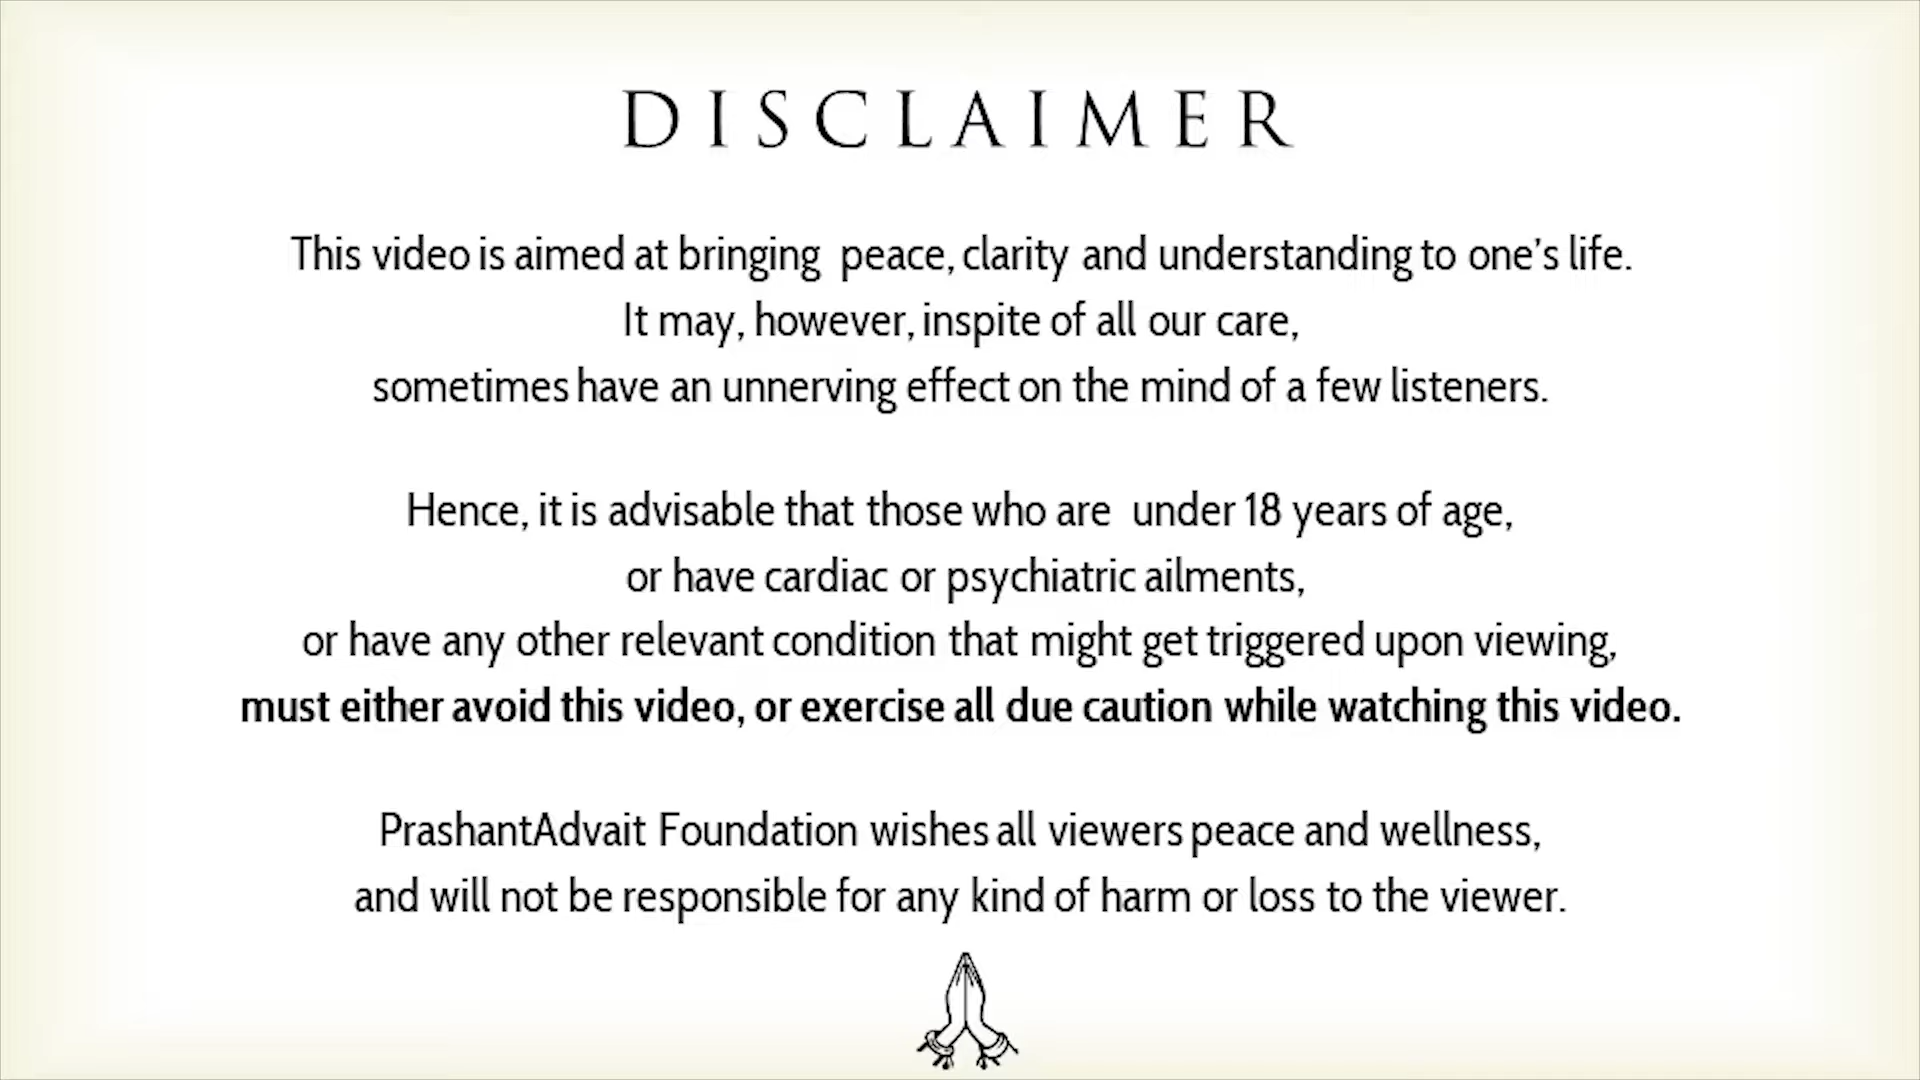 DISCLAIMER
This video is aimed at bringing peace, clarity and understanding to one's life.
It may, however, inspite of all our care,
sometimes have an unnerving effect on the mind of a few listeners.
Hence, it is advisable that those who are under 18 years of age,
or have cardiac or psychiatric ailments,
or have any other relevant condition that might get triggered upon viewing,
must either avoid this video, or exercise all due caution while watching this video.
PrashantAdvait Foundation wishes all viewers peace and wellness,
and will not be responsible for any kind of harm or loss to the viewer.